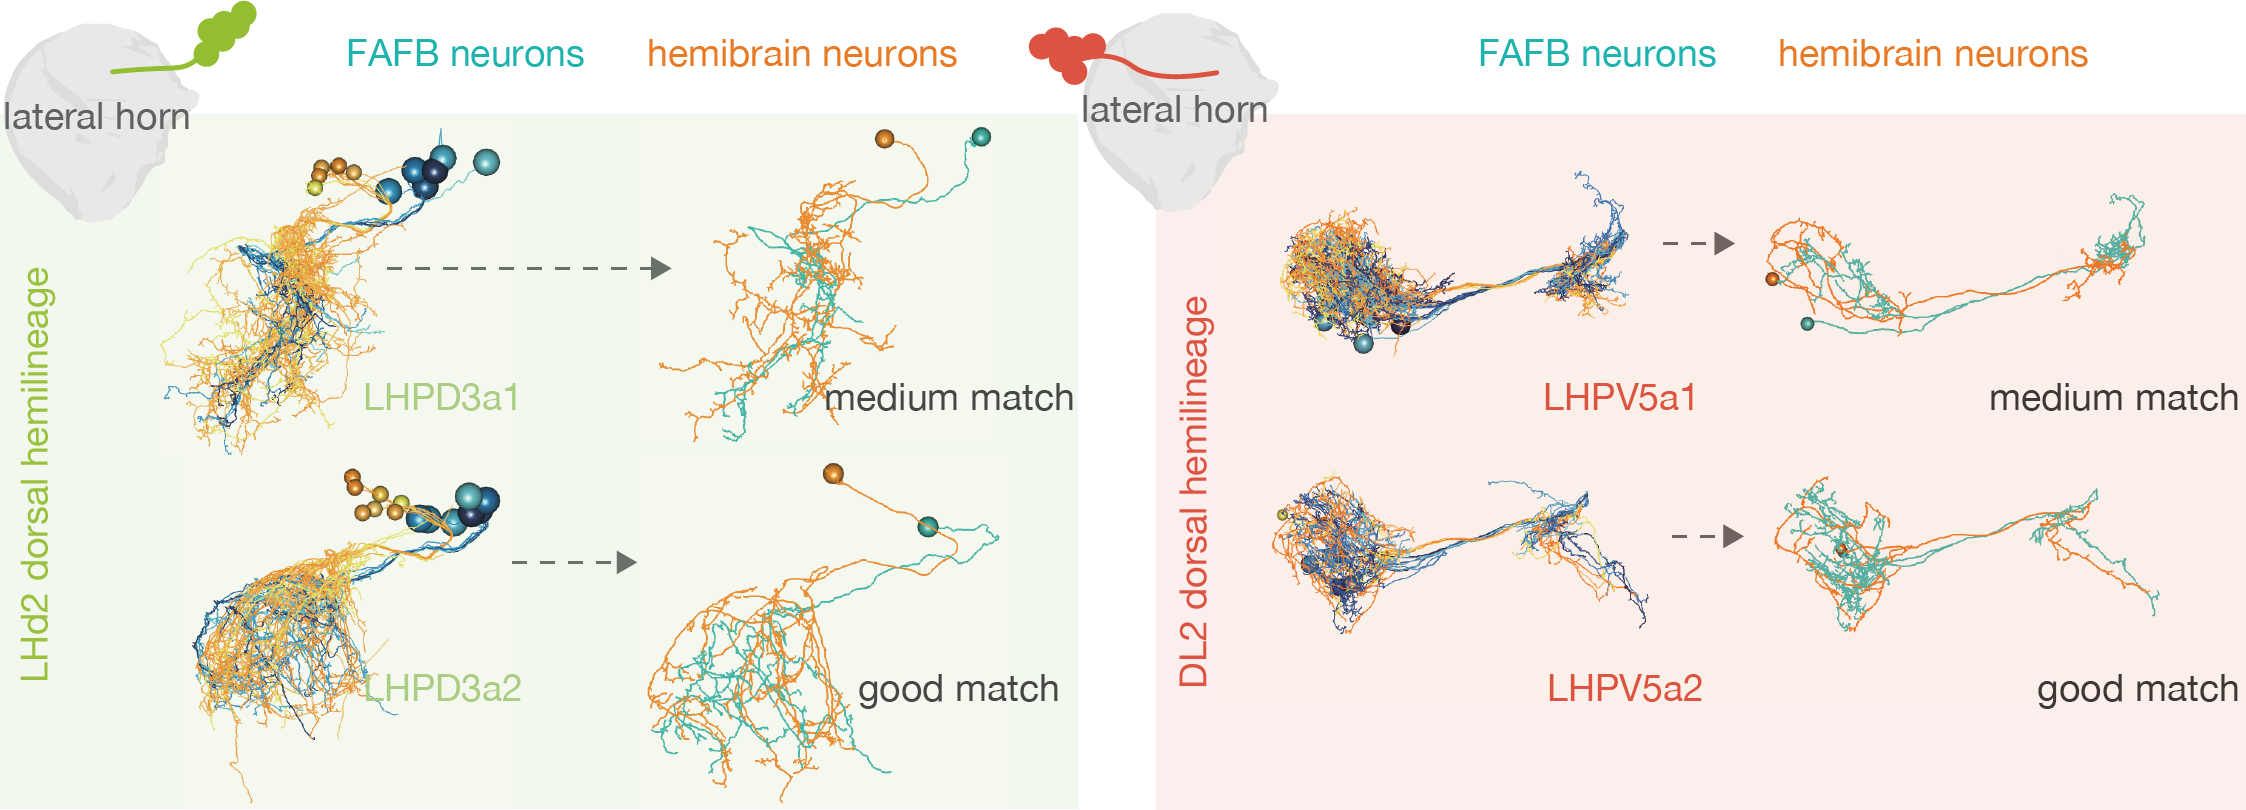 lateral horn
FAFB neurons
hemibrain neurons
LHd2 dorsal hemilineage
LHPD3a1
medium match
LHPD3a2
good match
lateral horn
FAFB neurons
hemibrain neurons
DL2 dorsal hemilineage
LHPV5a1
medium match
LHPV5a2
good match